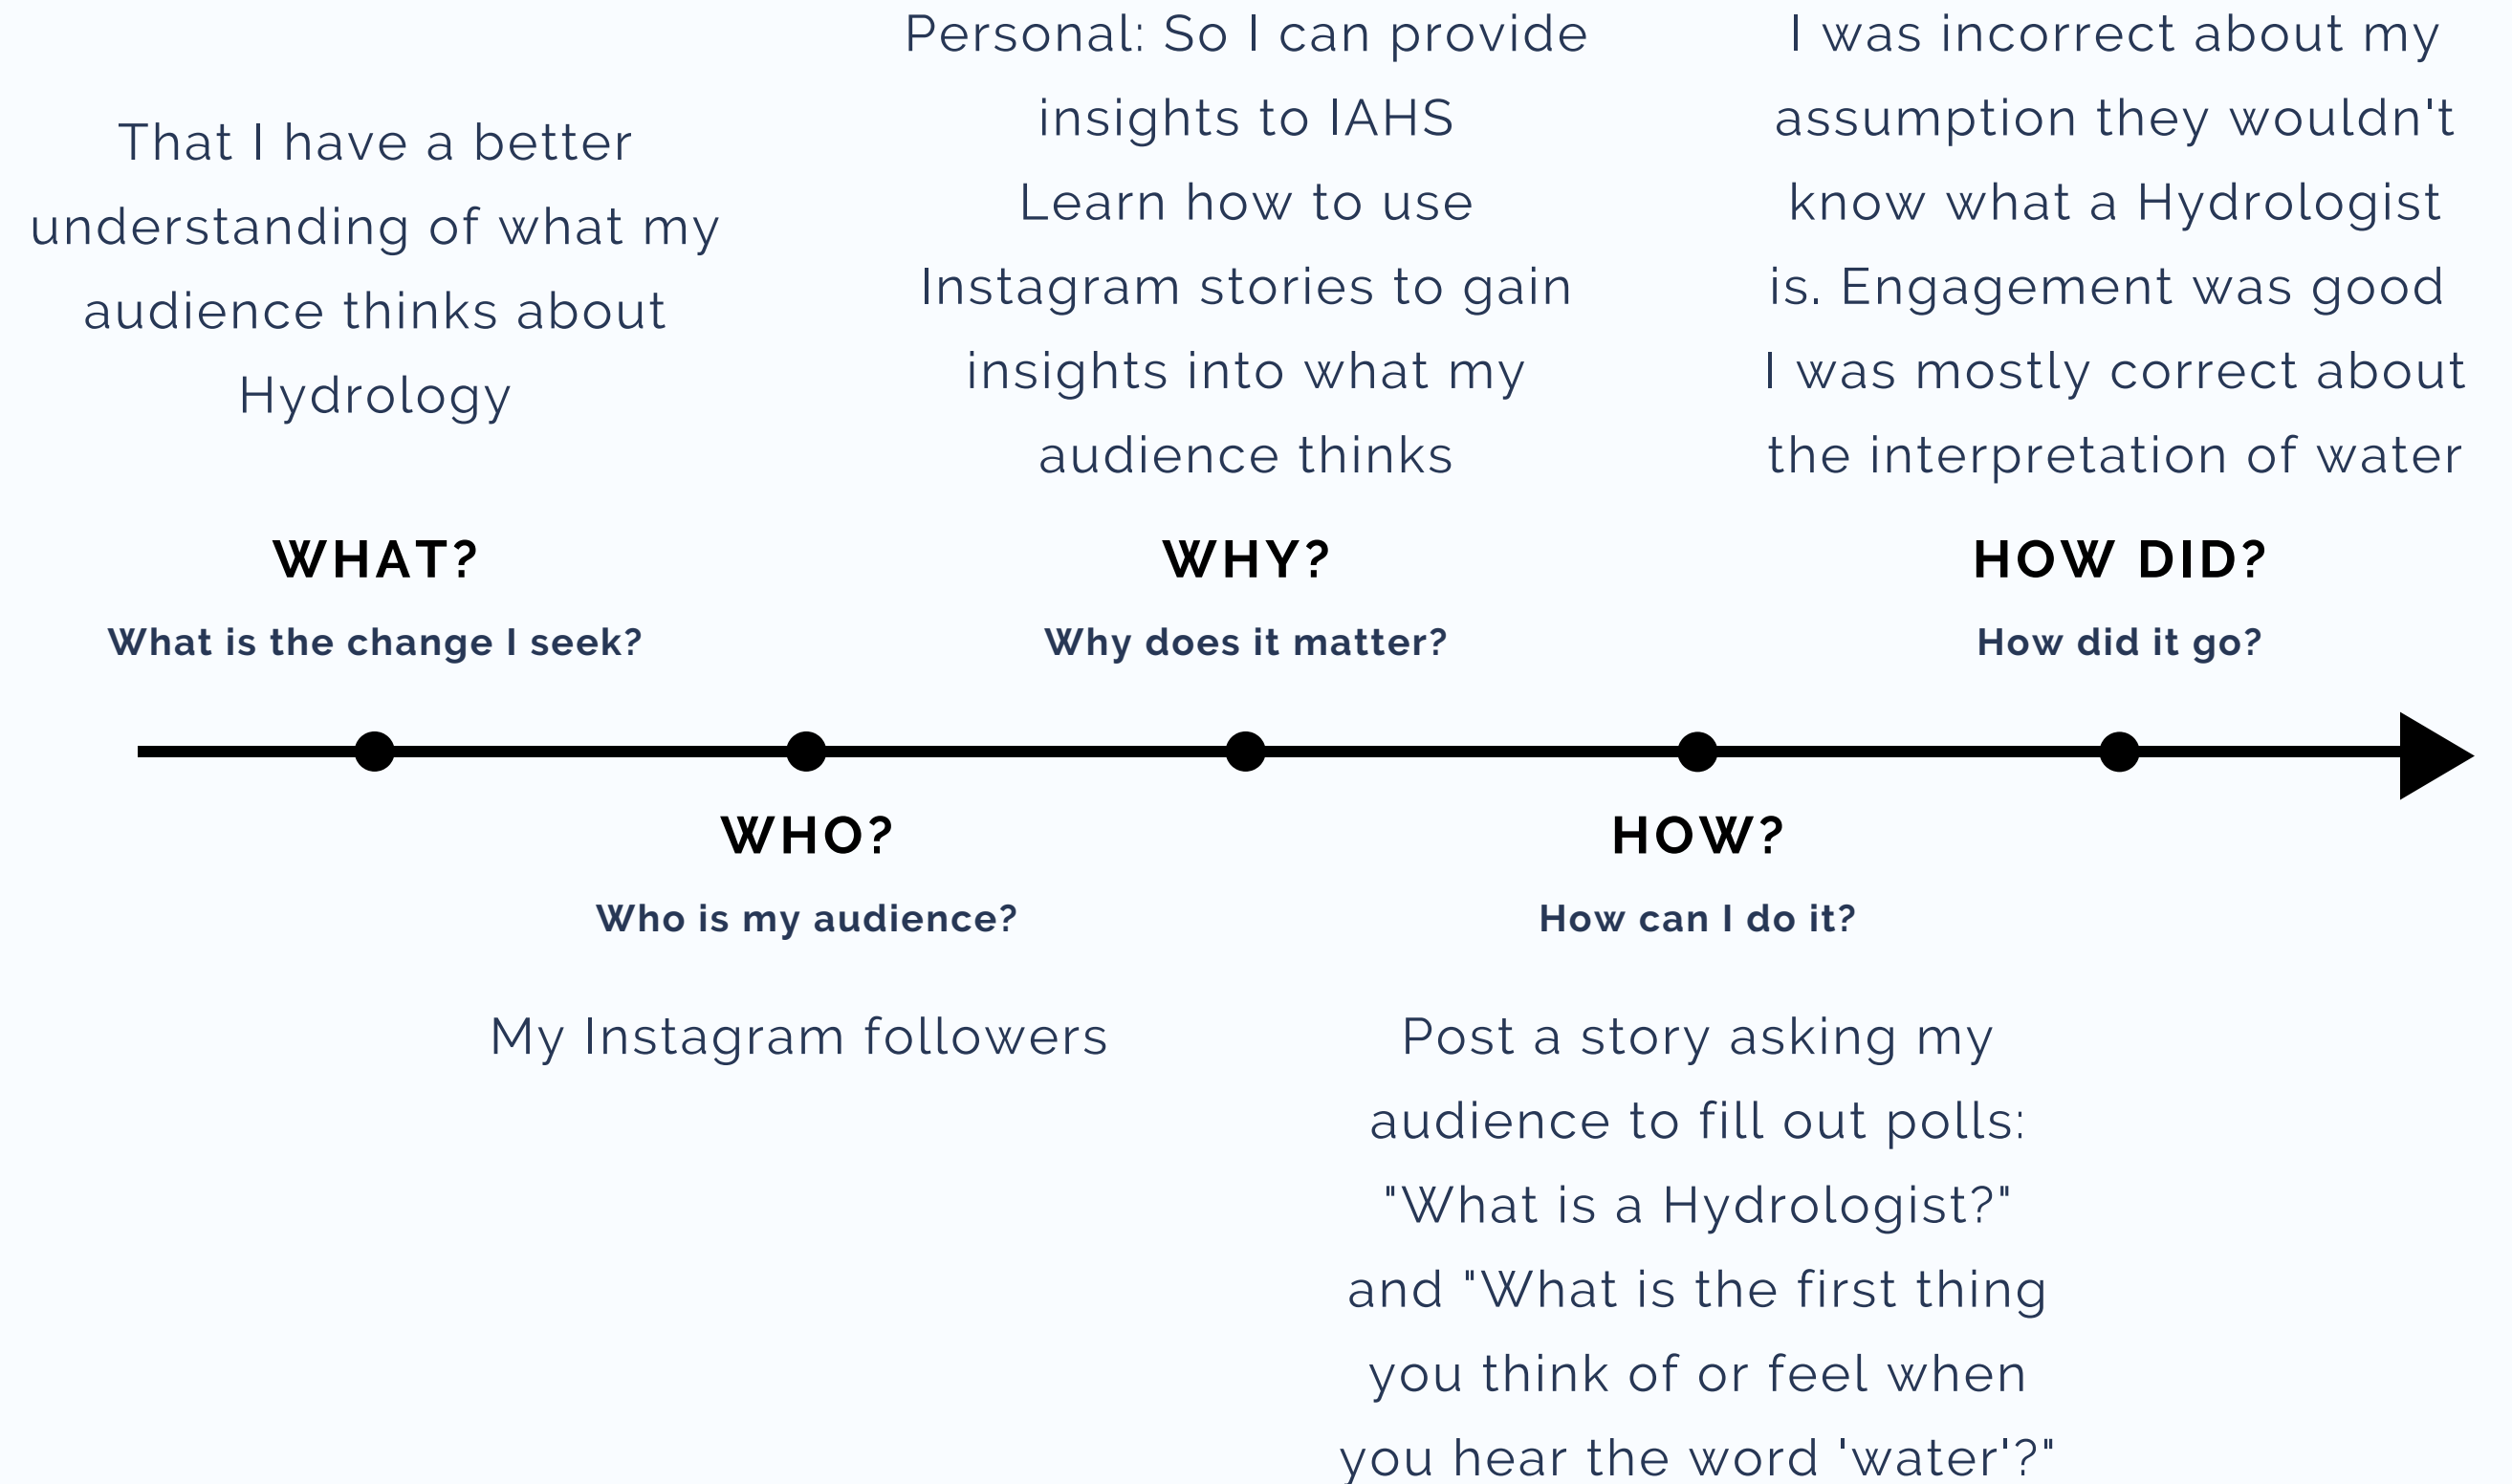 That I have a better
understanding of what my
audience thinks about
Hydrology
WHAT?
What is the change I seek?
WHO?
Who is my audience?
My Instagram followers
Personal: So I can provide
insights to IAHS
Learn how to use
Instagram stories to gain
insights into what my
audience thinks
WHY?
Why does it matter?
HOW?
How can I do it?
Post a story asking my
audience to fill out polls:
"What is a Hydrologist?"
and "What is the first thing
you think of or feel when
you hear the word 'water'?"
I was incorrect about my
assumption they wouldn't
know what a Hydrologist
is. Engagement was good
I was mostly correct about
the interpretation of water
HOW DID?
How did it go?